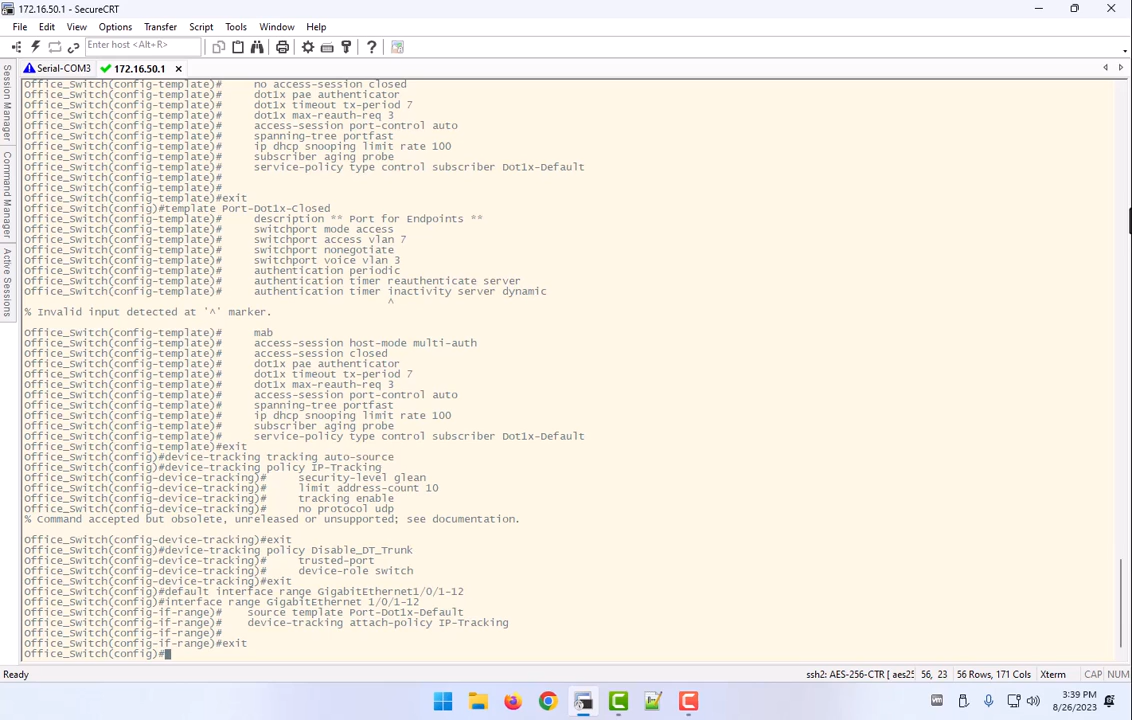 172.16.50.1 - SecureCRT
File Edit View Options Transfer Script Tools Window Help
Enter host <Alt+R>
Serial-COM3 172.16.50.1
Session Manager
Command Manager
Active Sessions
Office_Switch(config-template)#     no access-session closed
Office_Switch(config-template)#     dot1x pae authenticator
Office_Switch(config-template)#     dot1x timeout tx-period 7
Office_Switch(config-template)#     dot1x max-reauth-req 3
Office_Switch(config-template)#     access-session port-control auto
Office_Switch(config-template)#     spanning-tree portfast
Office_Switch(config-template)#     ip dhcp snooping limit rate 100
Office_Switch(config-template)#     subscriber aging probe
Office_Switch(config-template)#     service-policy type control subscriber Dot1x-Default
Office_Switch(config-template)#
Office_Switch(config-template)#
Office_Switch(config-template)#exit
Office_Switch(config)#template Port-Dot1x-Closed
Office_Switch(config-template)#     description ** Port for Endpoints **
Office_Switch(config-template)#     switchport mode access
Office_Switch(config-template)#     switchport access vlan 7
Office_Switch(config-template)#     switchport nonegotiate
Office_Switch(config-template)#     switchport voice vlan 3
Office_Switch(config-template)#     authentication periodic
Office_Switch(config-template)#     authentication timer reauthenticate server
Office_Switch(config-template)#     authentication timer inactivity server dynamic
^
% Invalid input detected at '^' marker.
Office_Switch(config-template)#     mab
Office_Switch(config-template)#     access-session host-mode multi-auth
Office_Switch(config-template)#     access-session closed
Office_Switch(config-template)#     dot1x pae authenticator
Office_Switch(config-template)#     dot1x timeout tx-period 7
Office_Switch(config-template)#     dot1x max-reauth-req 3
Office_Switch(config-template)#     access-session port-control auto
Office_Switch(config-template)#     spanning-tree portfast
Office_Switch(config-template)#     ip dhcp snooping limit rate 100
Office_Switch(config-template)#     subscriber aging probe
Office_Switch(config-template)#     service-policy type control subscriber Dot1x-Default
Office_Switch(config-template)#exit
Office_Switch(config)#device-tracking tracking auto-source
Office_Switch(config)#device-tracking policy IP-Tracking
Office_Switch(config-device-tracking)#     security-level glean
Office_Switch(config-device-tracking)#     limit address-count 10
Office_Switch(config-device-tracking)#     tracking enable
Office_Switch(config-device-tracking)#     no protocol udp
% Command accepted but obsolete, unreleased or unsupported; see documentation.
Office_Switch(config-device-tracking)#exit
Office_Switch(config)#device-tracking policy Disable_DT_Trunk
Office_Switch(config-device-tracking)#     trusted-port
Office_Switch(config-device-tracking)#     device-role switch
Office_Switch(config-device-tracking)#exit
Office_Switch(config)#default interface range GigabitEthernet1/0/1-12
Office_Switch(config)#interface range GigabitEthernet 1/0/1-12
Office_Switch(config-if-range)#    source template Port-Dot1x-Default
Office_Switch(config-if-range)#    device-tracking attach-policy IP-Tracking
Office_Switch(config-if-range)#
Office_Switch(config-if-range)#exit
Office_Switch(config)#
Ready ssh2: AES-256-CTR [ aes25 56, 23 56 Rows, 171 Cols Xterm CAP NUM
3:39 PM
8/26/2023